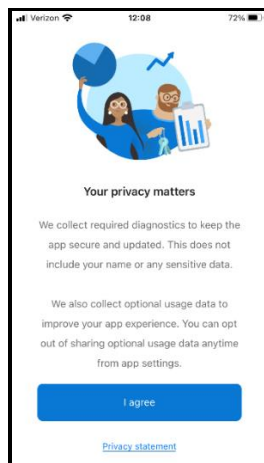 Verizon 12:08 72%
Your privacy matters
We collect required diagnostics to keep the
app secure and updated. This does not
include your name or any sensitive data.
We also collect optional usage data to
improve your app experience. You can opt
out of sharing optional usage data anytime
from app settings.
I agree
Privacy statement